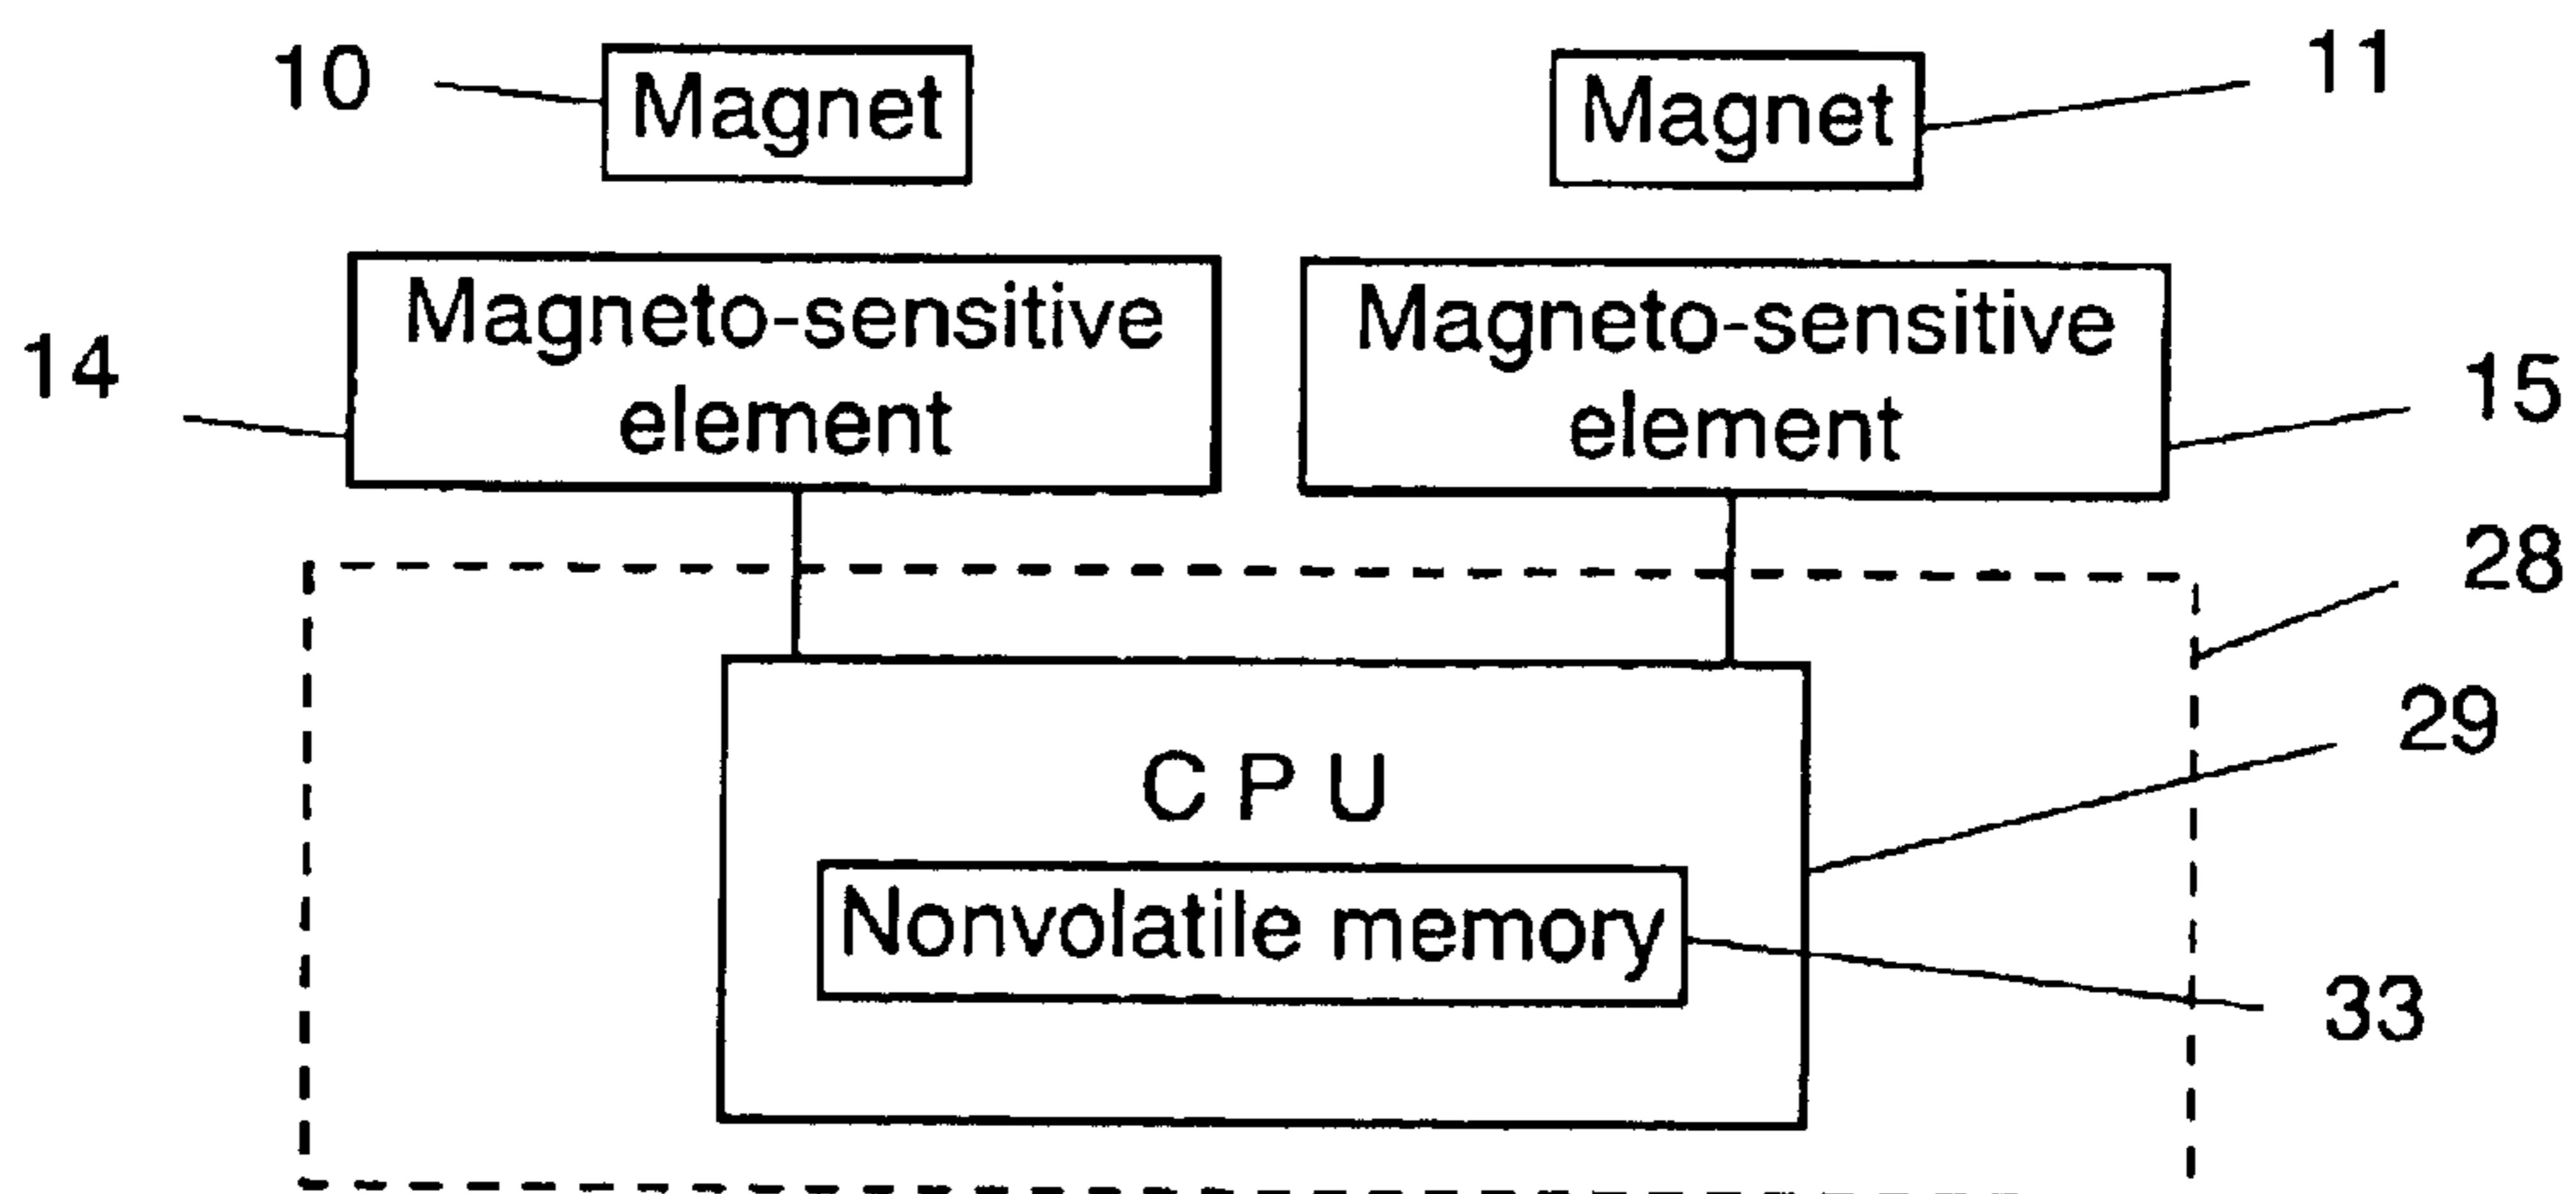 10
Magnet
Magnet
11
14
Magneto-sensitive
element
Magneto-sensitive
element
15
28
29
CPU
Nonvolatile memory
33